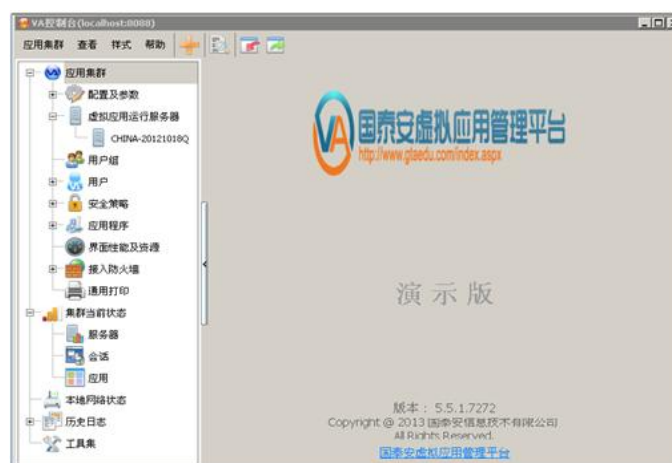 VA控制台(localhost:8088)
应用集群 查看 样式 帮助
应用集群
配置及参数
虚拟应用运行服务器
CHINA-20121018Q
用户组
用户
安全策略
应用程序
界面性能及资源
接入防火墙
通用打印
集群当前状态
服务器
会话
应用
本地网络状态
历史日志
工具集
VA
国泰安虚拟应用管理平台
http://www.gtaedu.com/index.aspx
演示版
版本: 5.5.1.7272
Copyright @ 2013 国泰安信息技术有限公司
All Rights Reserved.
国泰安虚拟应用管理平台